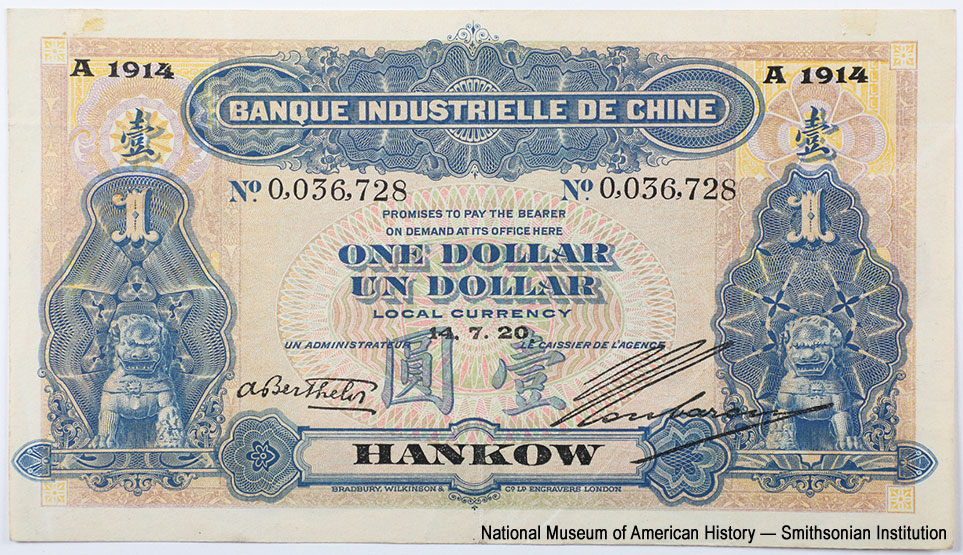 A 1914 A 1914
BANQUE INDUSTRIELLE DE CHINE
壹 壹
Nº 0,036,728 Nº 0,036,728
PROMISES TO PAY THE BEARER
ON DEMAND AT ITS OFFICE HERE
1 1
ONE DOLLAR
UN DOLLAR
LOCAL CURRENCY
14. 7. 20.
UN ADMINISTRATEUR LE CAISSIER DE L'AGENCE
圓壹
ABerthelot
HANKOW
BRADBURY, WILKINSON & Cº Lᴰ ENGRAVERS LONDON
National Museum of American History — Smithsonian Institution